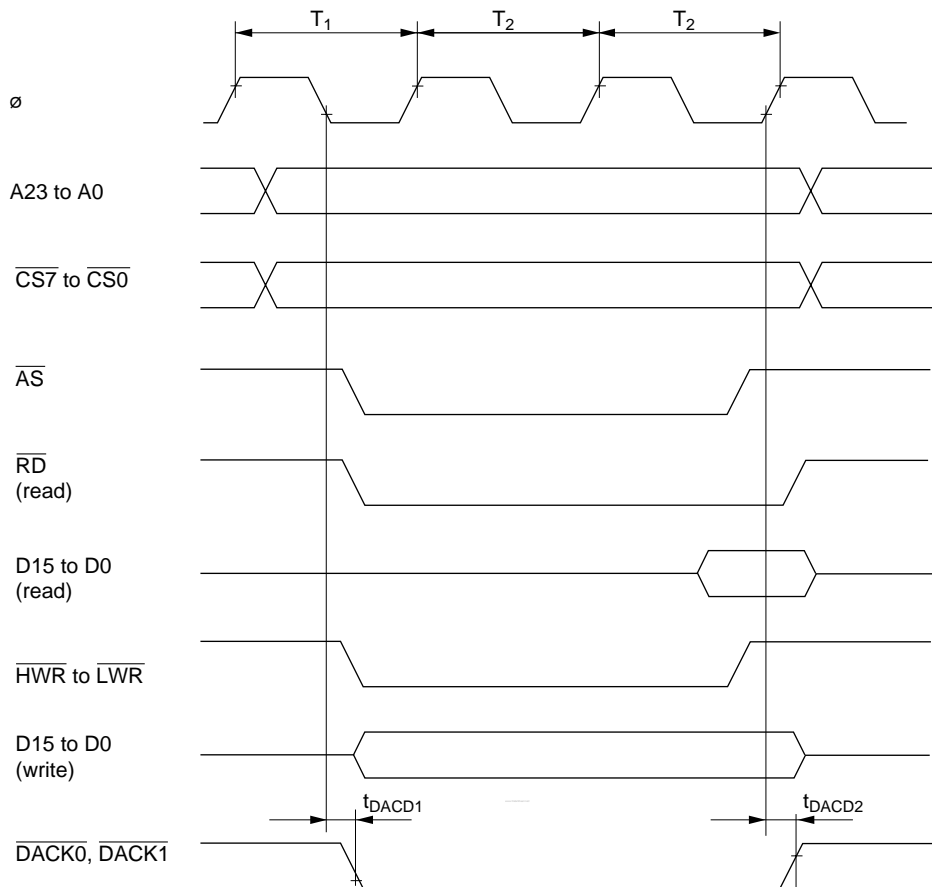 T1 T2 T2
ø
A23 to A0
CS7 to CS0
AS
RD
(read)
D15 to D0
(read)
HWR to LWR
D15 to D0
(write)
tDACD1 tDACD2
DACK0, DACK1